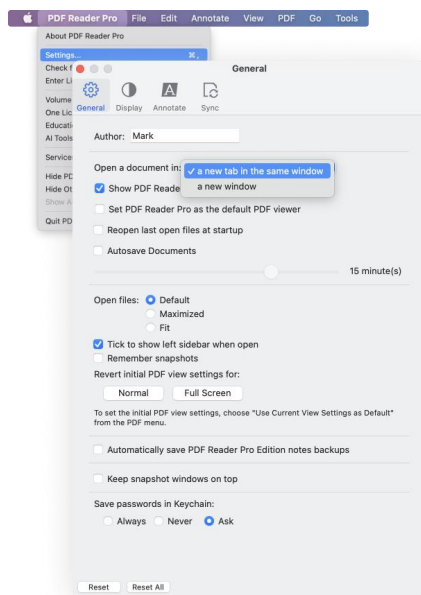 PDF Reader Pro File Edit Annotate View PDF Go Tools
About PDF Reader Pro
Settings... ⌘ ,
Check f
Enter Li
Volume
One Lic
Educati
AI Tools
Service
Hide PD
Hide Ot
Show A
Quit PD
General
General Display Annotate Sync
Author: Mark
Open a document in: ✓ a new tab in the same window
a new window
Show PDF Reade
Set PDF Reader Pro as the default PDF viewer
Reopen last open files at startup
Autosave Documents
15 minute(s)
Open files: Default
Maximized
Fit
Tick to show left sidebar when open
Remember snapshots
Revert initial PDF view settings for:
Normal Full Screen
To set the initial PDF view settings, choose "Use Current View Settings as Default"
from the PDF menu.
Automatically save PDF Reader Pro Edition notes backups
Keep snapshot windows on top
Save passwords in Keychain:
Always Never Ask
Reset Reset All